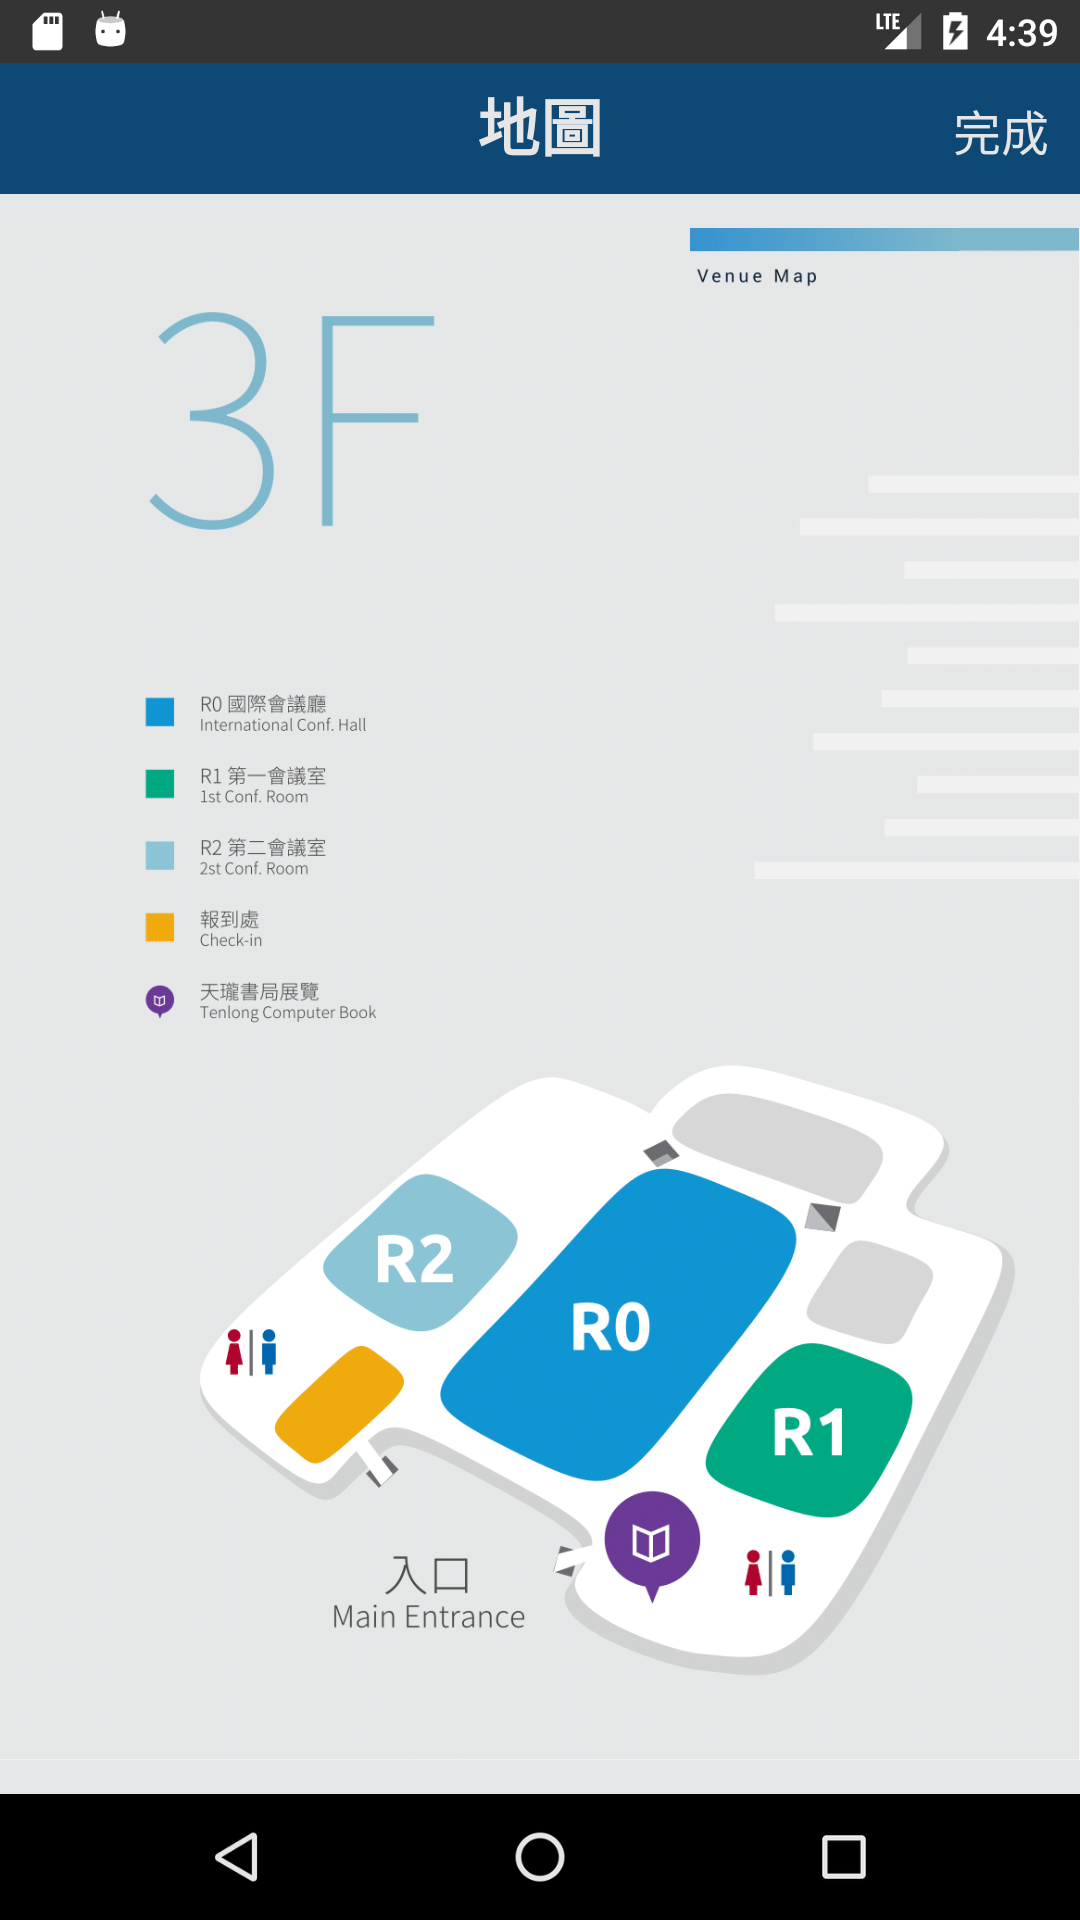 LTE 4:39
地圖
完成
Venue Map
3F
R0 國際會議廳
International Conf. Hall
R1 第一會議室
1st Conf. Room
R2 第二會議室
2st Conf. Room
報到處
Check-in
天瓏書局展覽
Tenlong Computer Book
R2
R0
R1
入口
Main Entrance